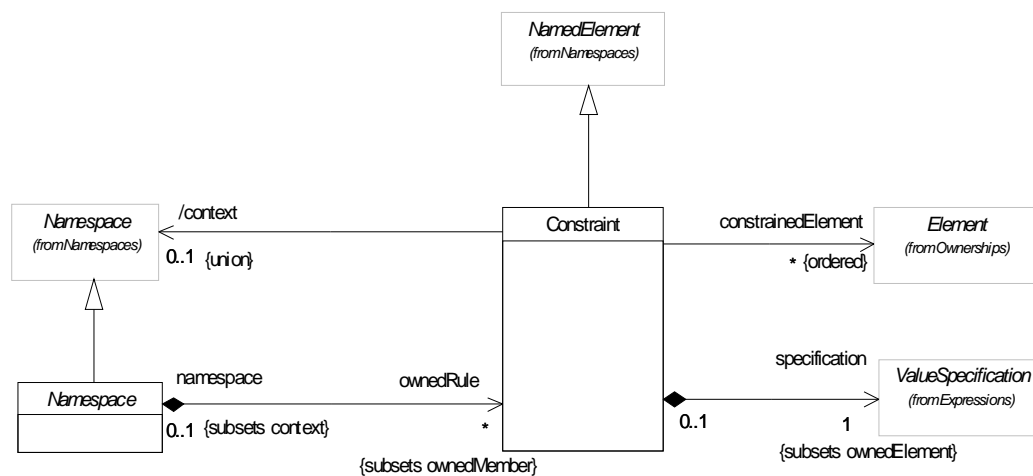 NamedElement
(fromNamespaces)
Namespace
(fromNamespaces)
/context
0..1 {union}
Constraint
constrainedElement
* {ordered}
Element
(fromOwnerships)
Namespace
namespace
0..1 {subsets context}
ownedRule
*
{subsets ownedMember}
0..1
specification
1
{subsets ownedElement}
ValueSpecification
(fromExpressions)